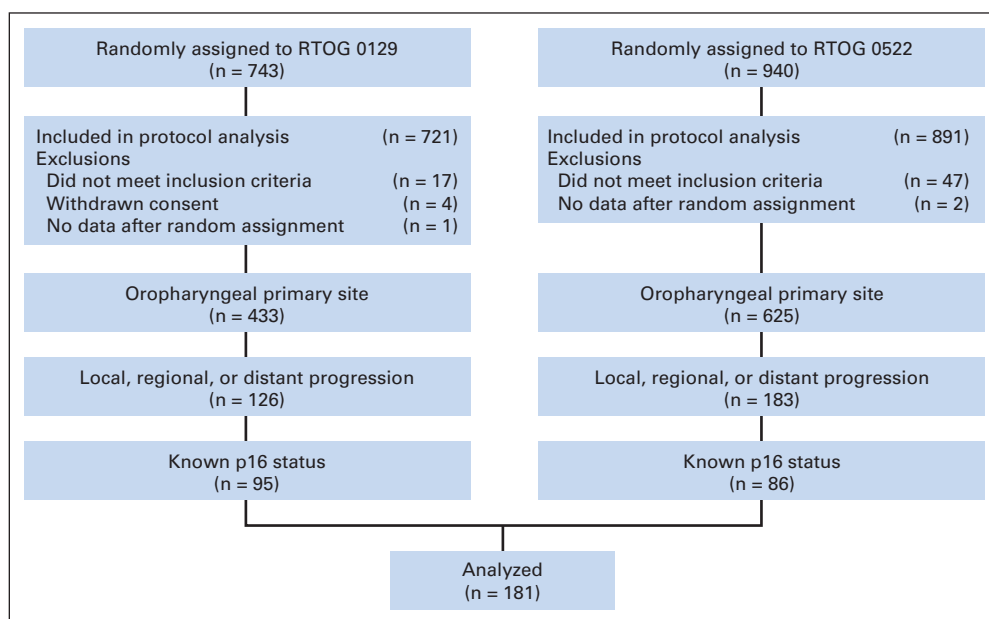 Randomly assigned to RTOG 0129
(n = 743)
Included in protocol analysis (n = 721)
Exclusions
Did not meet inclusion criteria (n = 17)
Withdrawn consent (n = 4)
No data after random assignment (n = 1)
Oropharyngeal primary site
(n = 433)
Local, regional, or distant progression
(n = 126)
Known p16 status
(n = 95)
Randomly assigned to RTOG 0522
(n = 940)
Included in protocol analysis (n = 891)
Exclusions
Did not meet inclusion criteria (n = 47)
No data after random assignment (n = 2)
Oropharyngeal primary site
(n = 625)
Local, regional, or distant progression
(n = 183)
Known p16 status
(n = 86)
Analyzed
(n = 181)